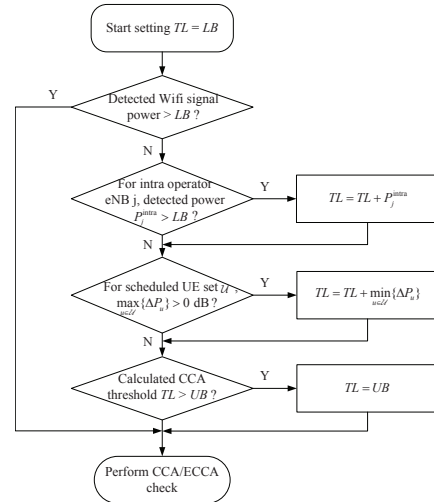 Start setting TL = LB
Y
Detected Wifi signal
power > LB ?
N
For intra operator
eNB j, detected power
P_j^intra > LB ?
Y
TL = TL + P_j^intra
N
For scheduled UE set 𝒰,
max_{u∈𝒰}{ΔP_u} > 0 dB ?
Y
TL = TL + min_{u∈𝒰}{ΔP_u}
N
Calculated CCA
threshold TL > UB ?
Y
TL = UB
N
Perform CCA/ECCA
check